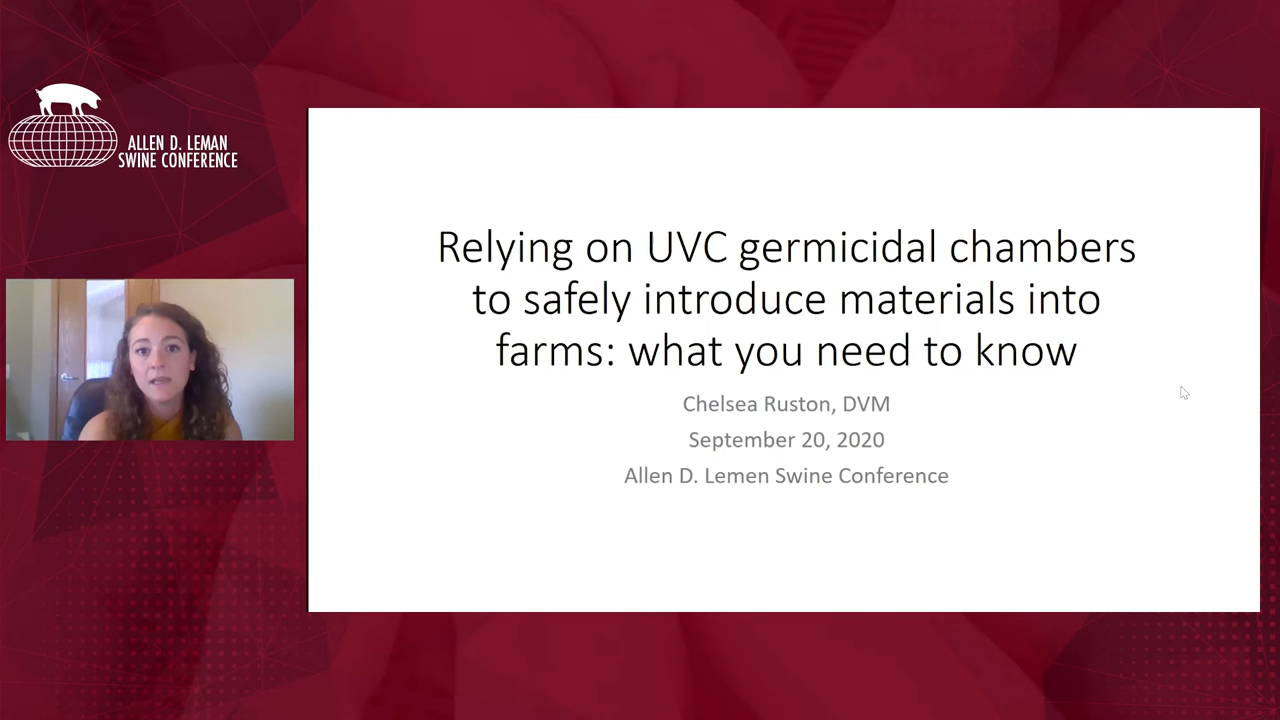 ALLEN D. LEMAN
SWINE CONFERENCE
Relying on UVC germicidal chambers
to safely introduce materials into
farms: what you need to know
Chelsea Ruston, DVM
September 20, 2020
Allen D. Lemen Swine Conference